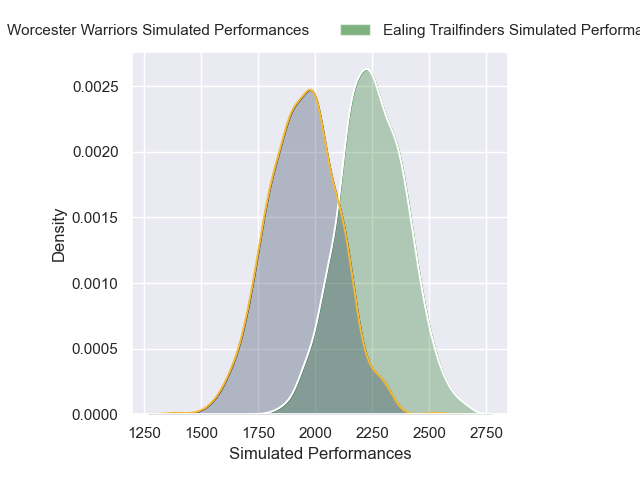 Worcester Warriors Simulated Performances
Ealing Trailfinders Simulated Performa
0.0025
0.0020
0.0015
0.0010
0.0005
0.0000
Density
1250 1500 1750 2000 2250 2500 2750
Simulated Performances